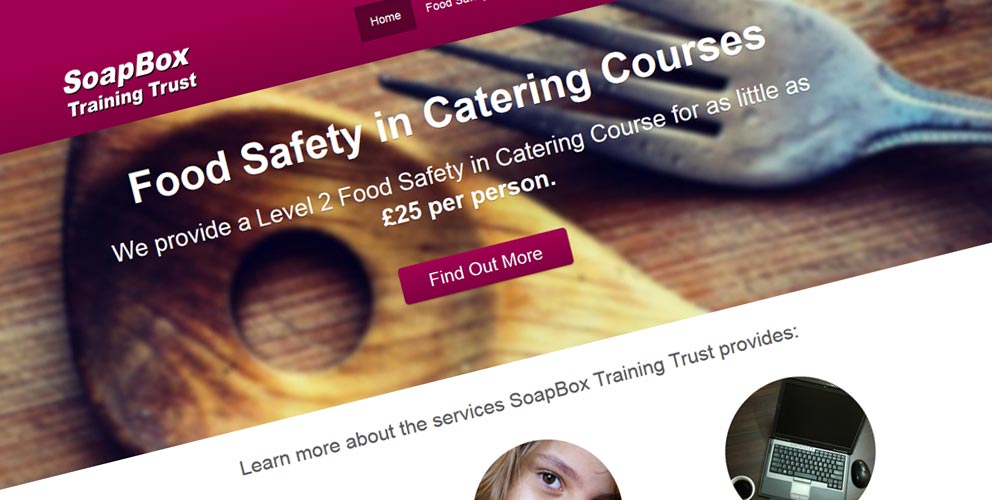 Home
Food
SoapBox
Training Trust
Food Safety in Catering Courses
We provide a Level 2 Food Safety in Catering Course for as little as
£25 per person.
Find Out More
Learn more about the services SoapBox Training Trust provides: